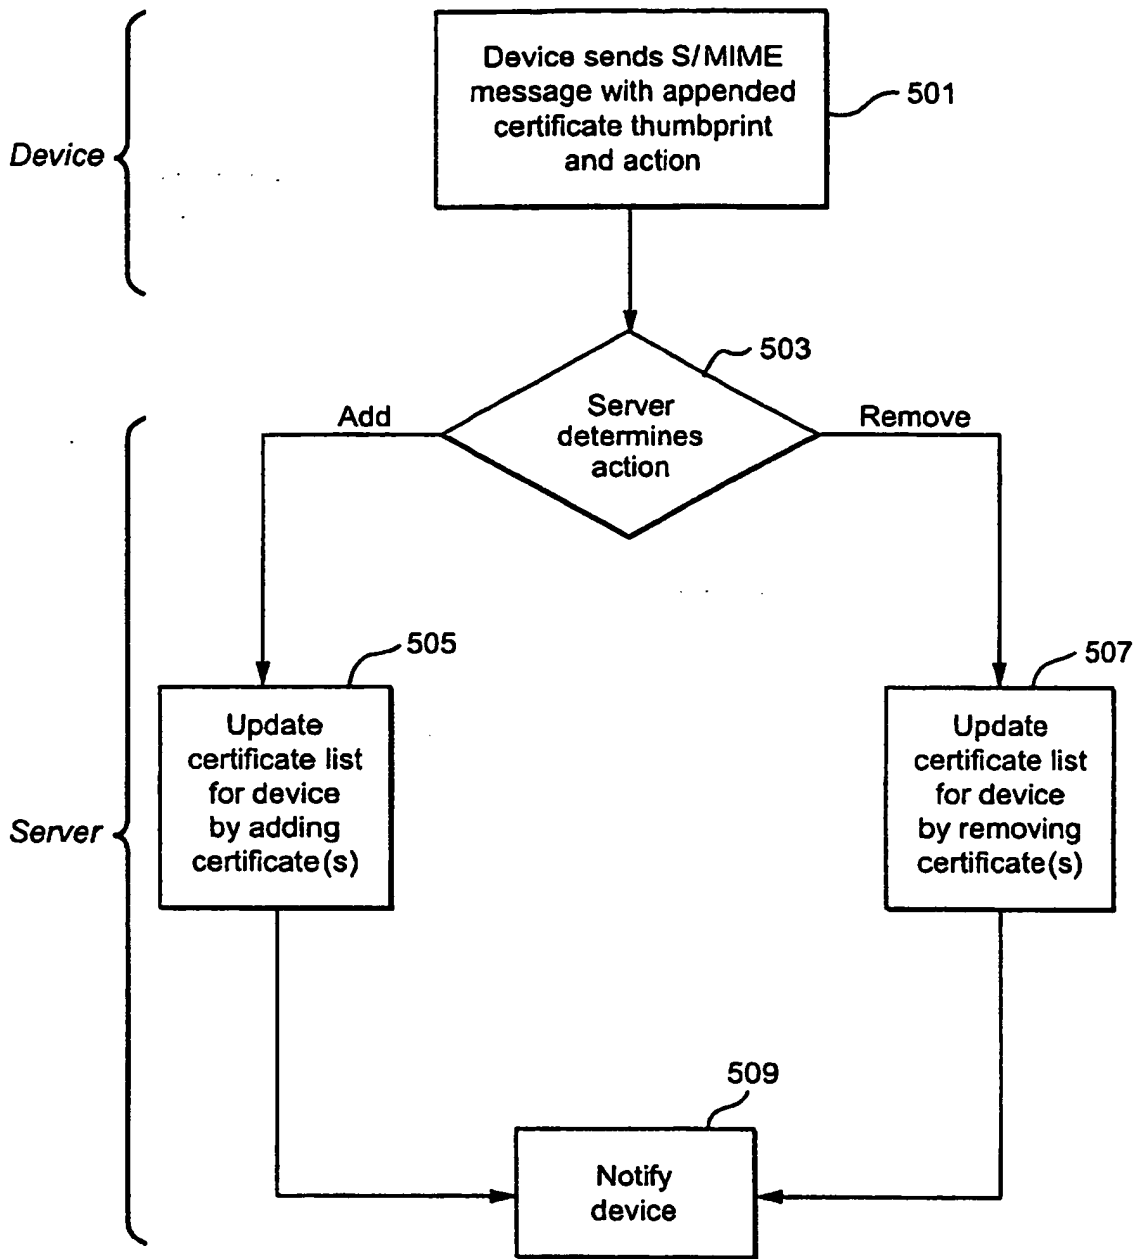 Device sends S/MIME
message with appended
certificate thumbprint
and action
501
Device
503
Server
determines
action
Add
Remove
505
507
Update
certificate list
for device
by adding
certificate(s)
Update
certificate list
for device
by removing
certificate(s)
Server
509
Notify
device